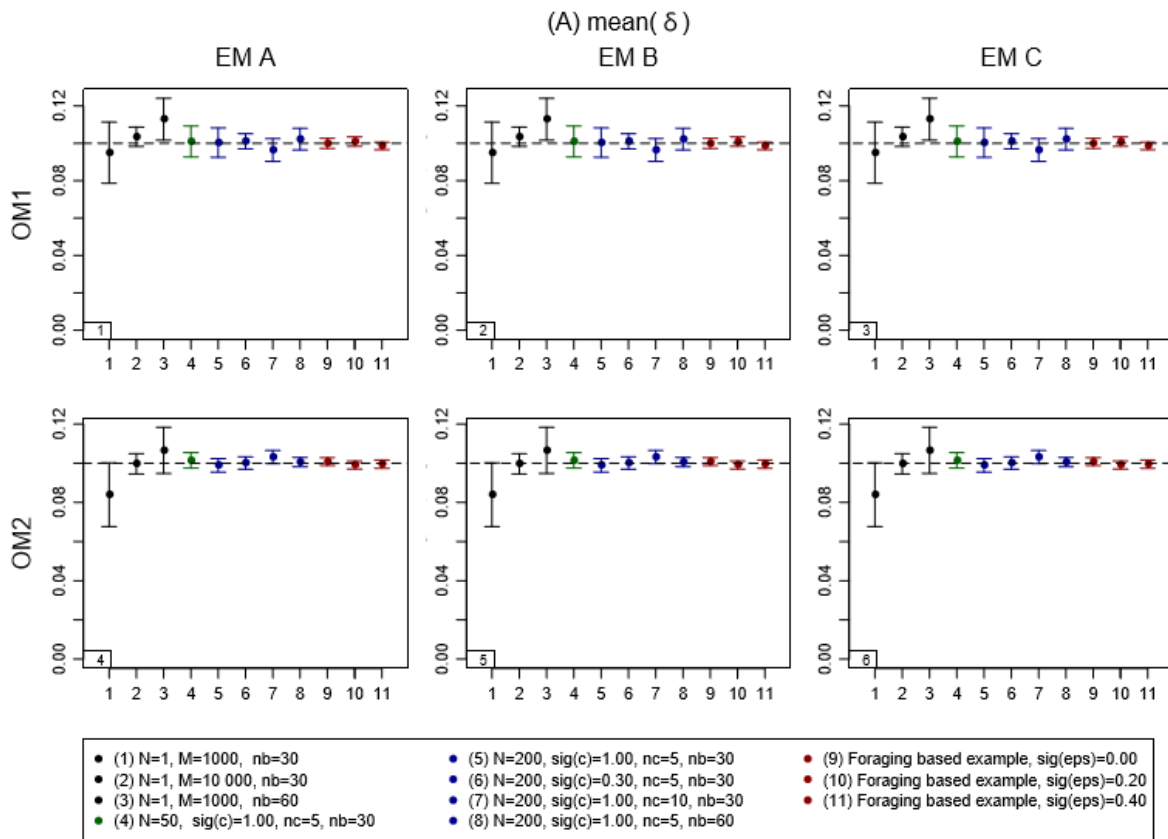 (A) mean( δ )
EM A EM B EM C
OM1
0.00 0.04 0.08 0.12
1
1 2 3 4 5 6 7 8 9 10 11
0.00 0.04 0.08 0.12
2
1 2 3 4 5 6 7 8 9 10 11
0.00 0.04 0.08 0.12
3
1 2 3 4 5 6 7 8 9 10 11
OM2
0.00 0.04 0.08 0.12
4
1 2 3 4 5 6 7 8 9 10 11
0.00 0.04 0.08 0.12
5
1 2 3 4 5 6 7 8 9 10 11
0.00 0.04 0.08 0.12
6
1 2 3 4 5 6 7 8 9 10 11
(1) N=1, M=1000, nb=30
(2) N=1, M=10 000, nb=30
(3) N=1, M=1000, nb=60
(4) N=50, sig(c)=1.00, nc=5, nb=30
(5) N=200, sig(c)=1.00, nc=5, nb=30
(6) N=200, sig(c)=0.30, nc=5, nb=30
(7) N=200, sig(c)=1.00, nc=10, nb=30
(8) N=200, sig(c)=1.00, nc=5, nb=60
(9) Foraging based example, sig(eps)=0.00
(10) Foraging based example, sig(eps)=0.20
(11) Foraging based example, sig(eps)=0.40